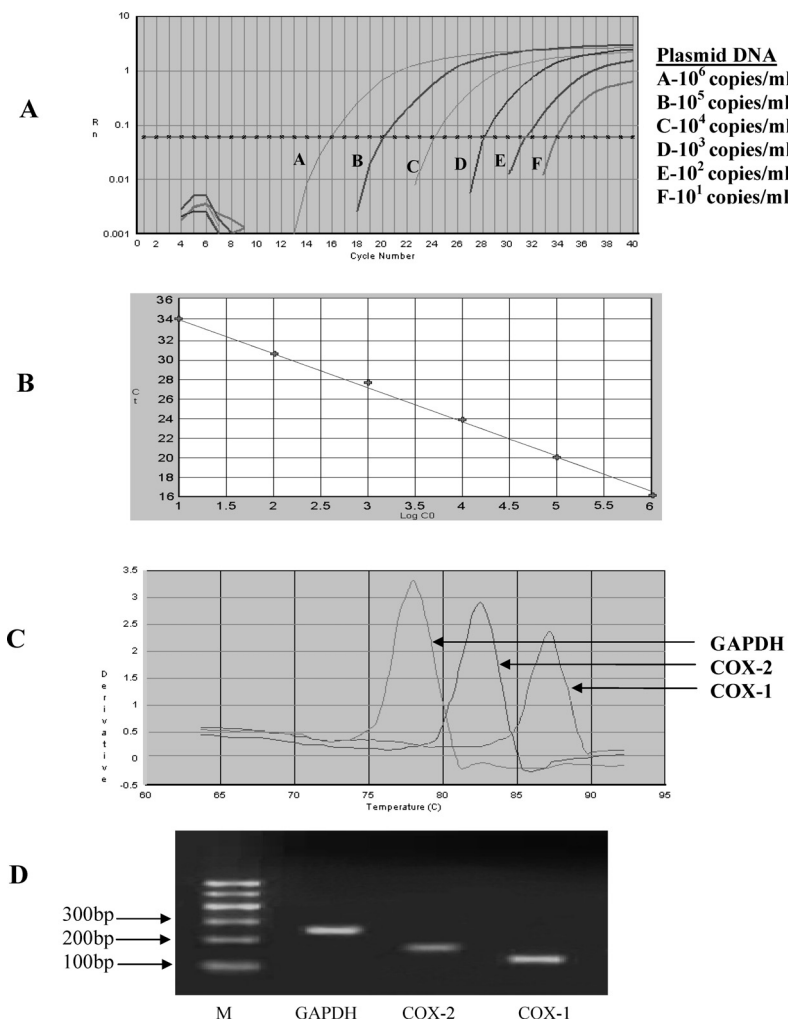 A
10
1
0.1
0.01
0.001
R
n
A
B
C
D
E
F
0 2 4 6 8 10 12 14 16 18 20 22 24 26 28 30 32 34 36 38 40
Cycle Number
Plasmid DNA
A-10⁶ copies/ml
B-10⁵ copies/ml
C-10⁴ copies/ml
D-10³ copies/ml
E-10² copies/ml
F-10¹ copies/ml
B
36
34
32
30
28
26
24
22
20
18
16
C
t
1 1.5 2 2.5 3 3.5 4 4.5 5 5.5 6
Log C0
C
3.5
3
2.5
2
1.5
1
0.5
0
-0.5
Derivative
60 65 70 75 80 85 90 95
Temperature (C)
GAPDH
COX-2
COX-1
D
300bp
200bp
100bp
M GAPDH COX-2 COX-1